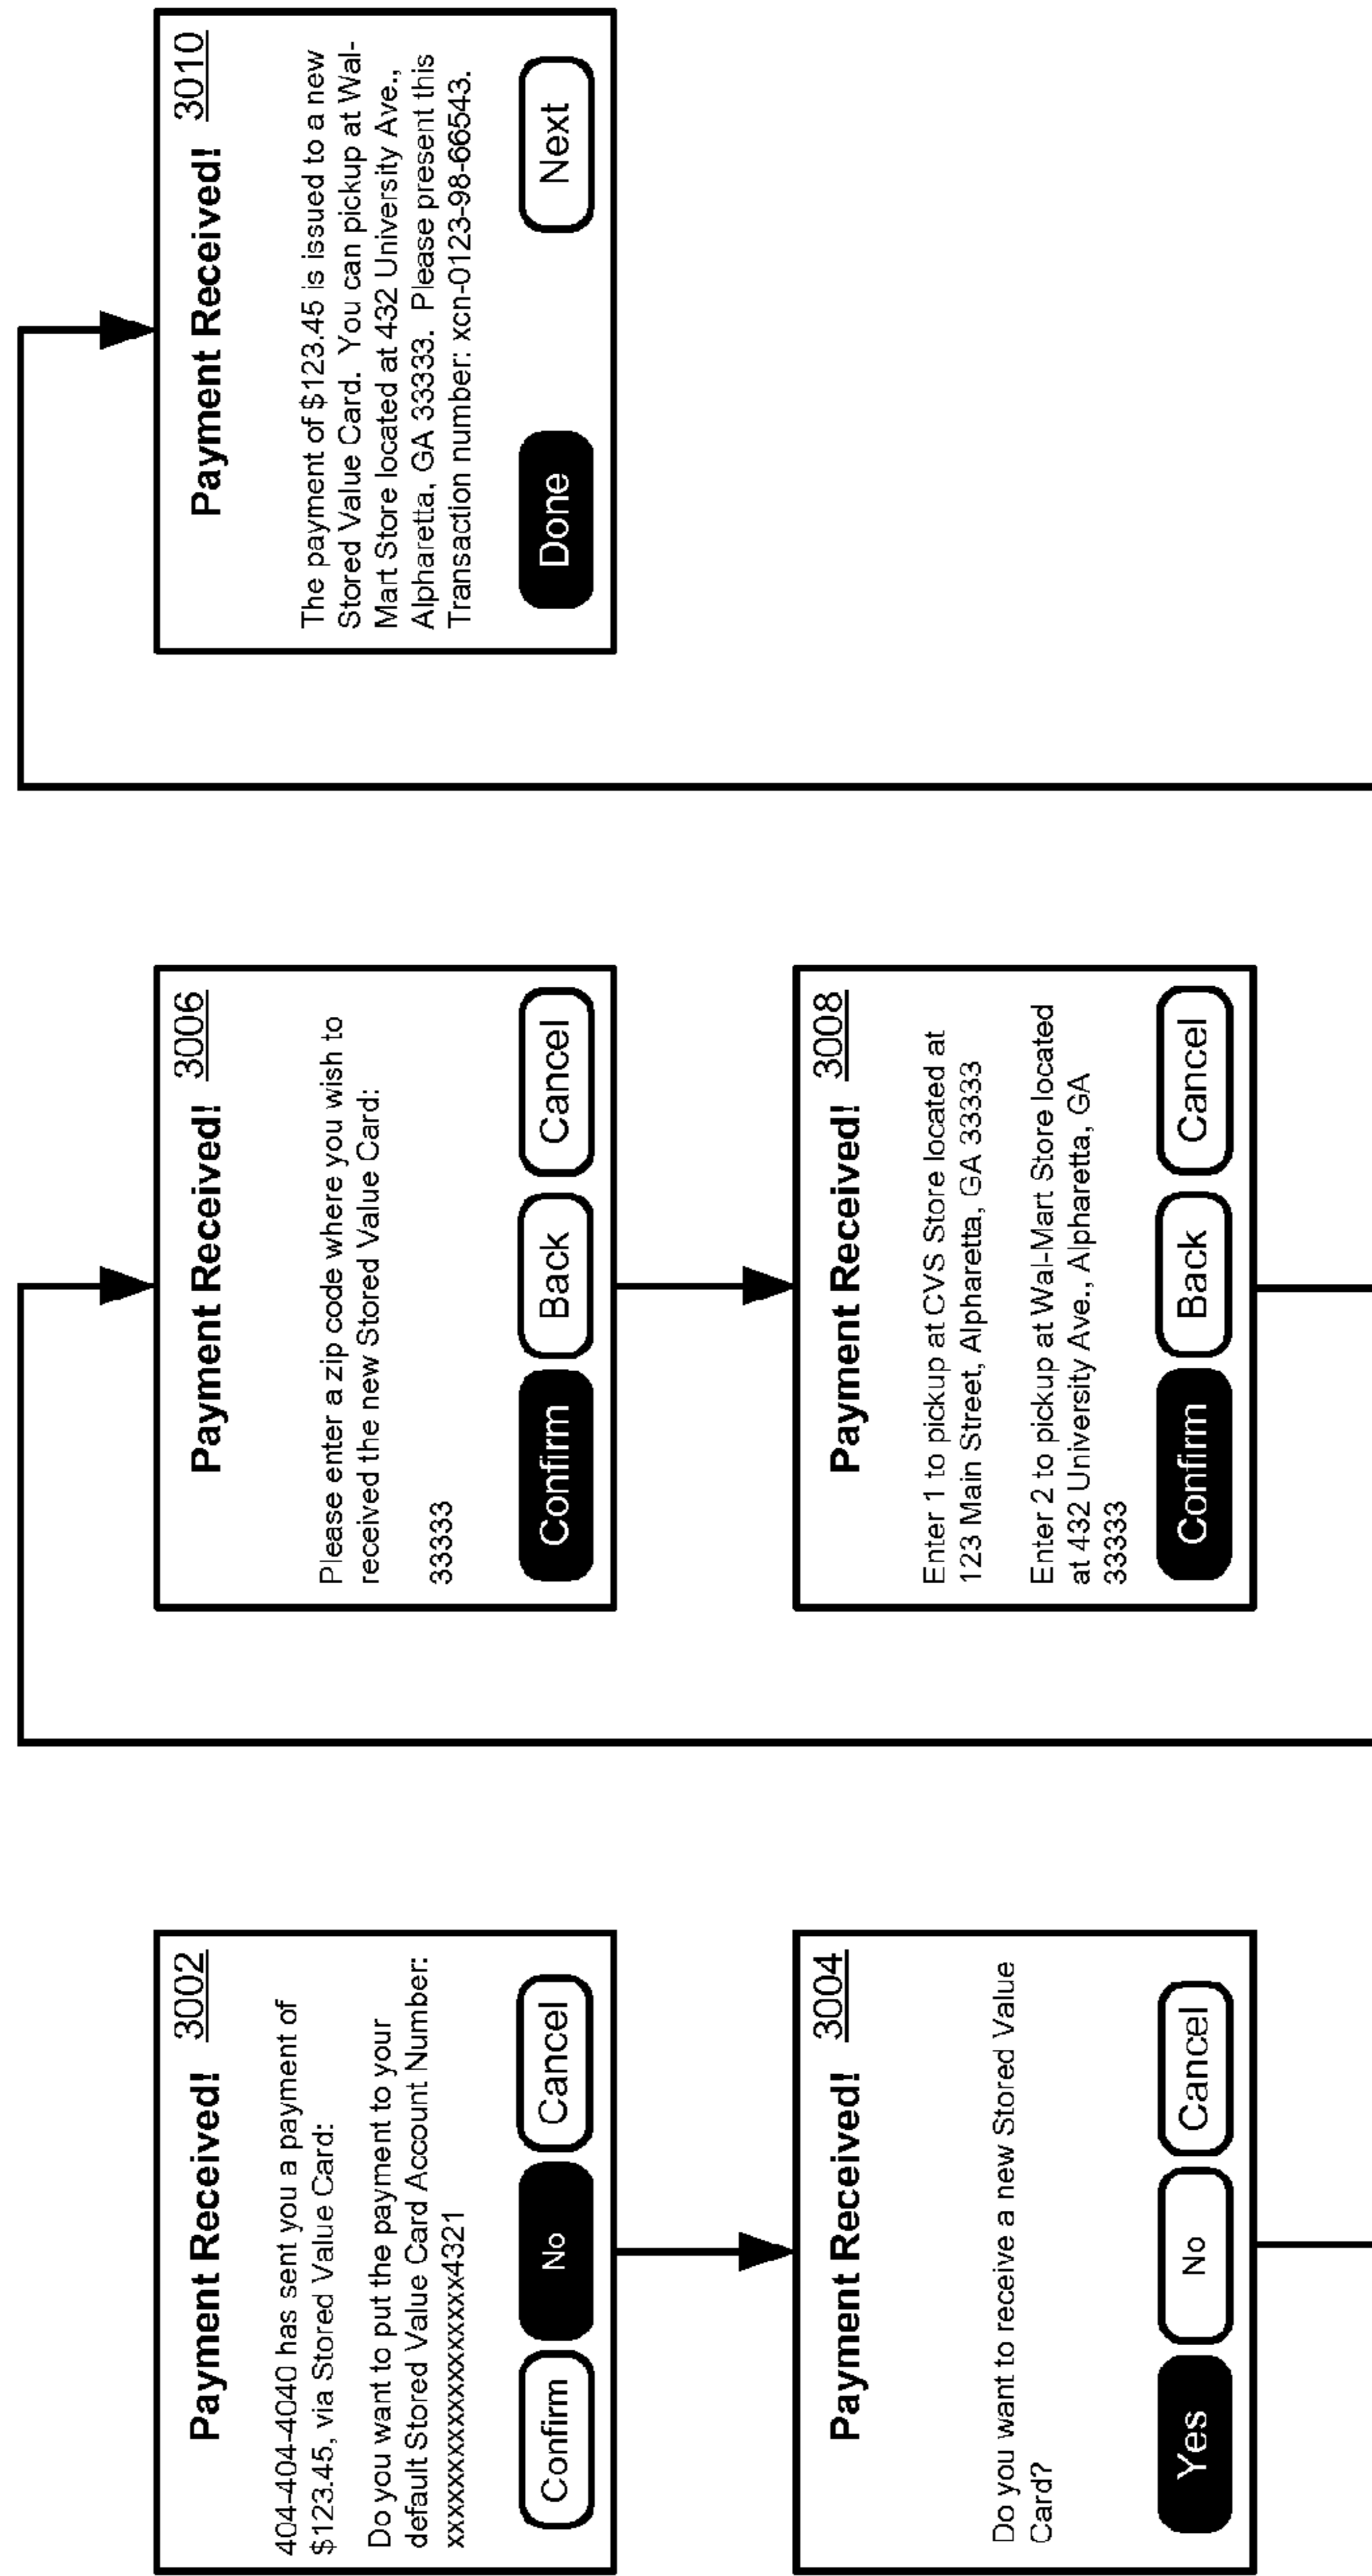 Payment Received! 3002
404-404-4040 has sent you a payment of
$123.45, via Stored Value Card:
Do you want to put the payment to your
default Stored Value Card Account Number:
xxxxxxxxxxxxxxxx4321
Confirm No Cancel
Payment Received! 3004
Do you want to receive a new Stored Value
Card?
Yes No Cancel
Payment Received! 3006
Please enter a zip code where you wish to
received the new Stored Value Card:
33333
Confirm Back Cancel
Payment Received! 3008
Enter 1 to pickup at CVS Store located at
123 Main Street, Alpharetta, GA 33333
Enter 2 to pickup at Wal-Mart Store located
at 432 University Ave., Alpharetta, GA
33333
Confirm Back Cancel
Payment Received! 3010
The payment of $123.45 is issued to a new
Stored Value Card. You can pickup at Wal-
Mart Store located at 432 University Ave.,
Alpharetta, GA 33333. Please present this
Transaction number: xcn-0123-98-66543.
Done Next